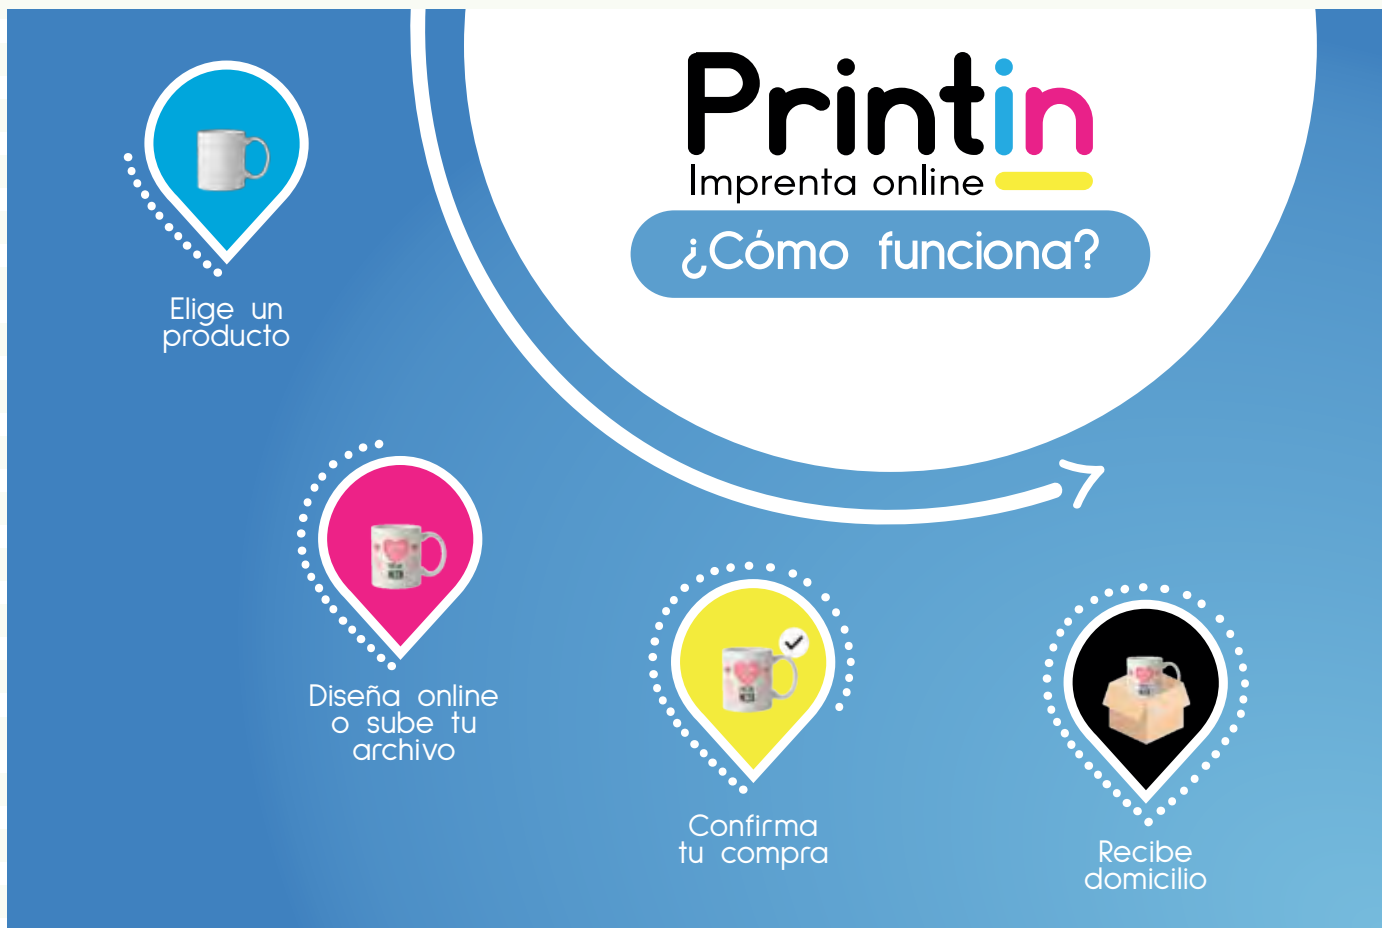 Printin
Imprenta online
¿Cómo funciona?
Elige un
producto
Diseña online
o sube tu
archivo
Confirma
tu compra
Recibe
domicilio